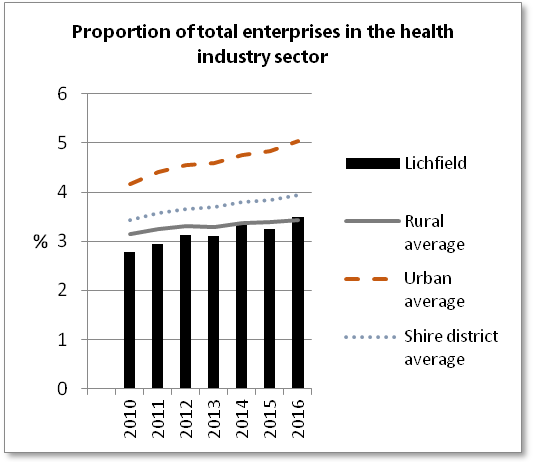 Proportion of total enterprises in the health
industry sector
6
5
4
3
2
1
0
%
2010
2011
2012
2013
2014
2015
2016
Lichfield
Rural
average
Urban
average
Shire district
average